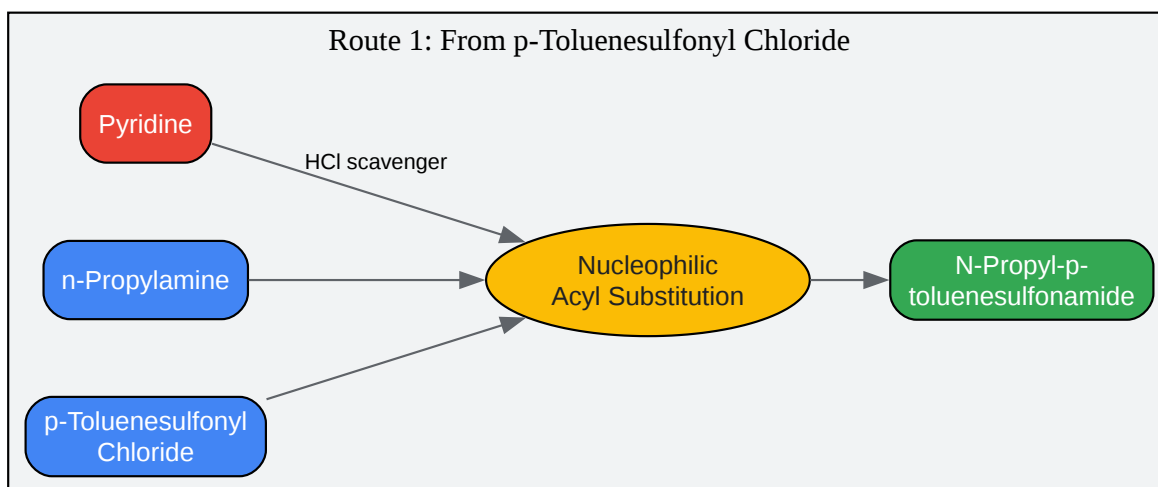 Route 1: From p-Toluenesulfonyl Chloride
Pyridine
HCl scavenger
n-Propylamine
Nucleophilic
Acyl Substitution
N-Propyl-p-
toluenesulfonamide
p-Toluenesulfonyl
Chloride